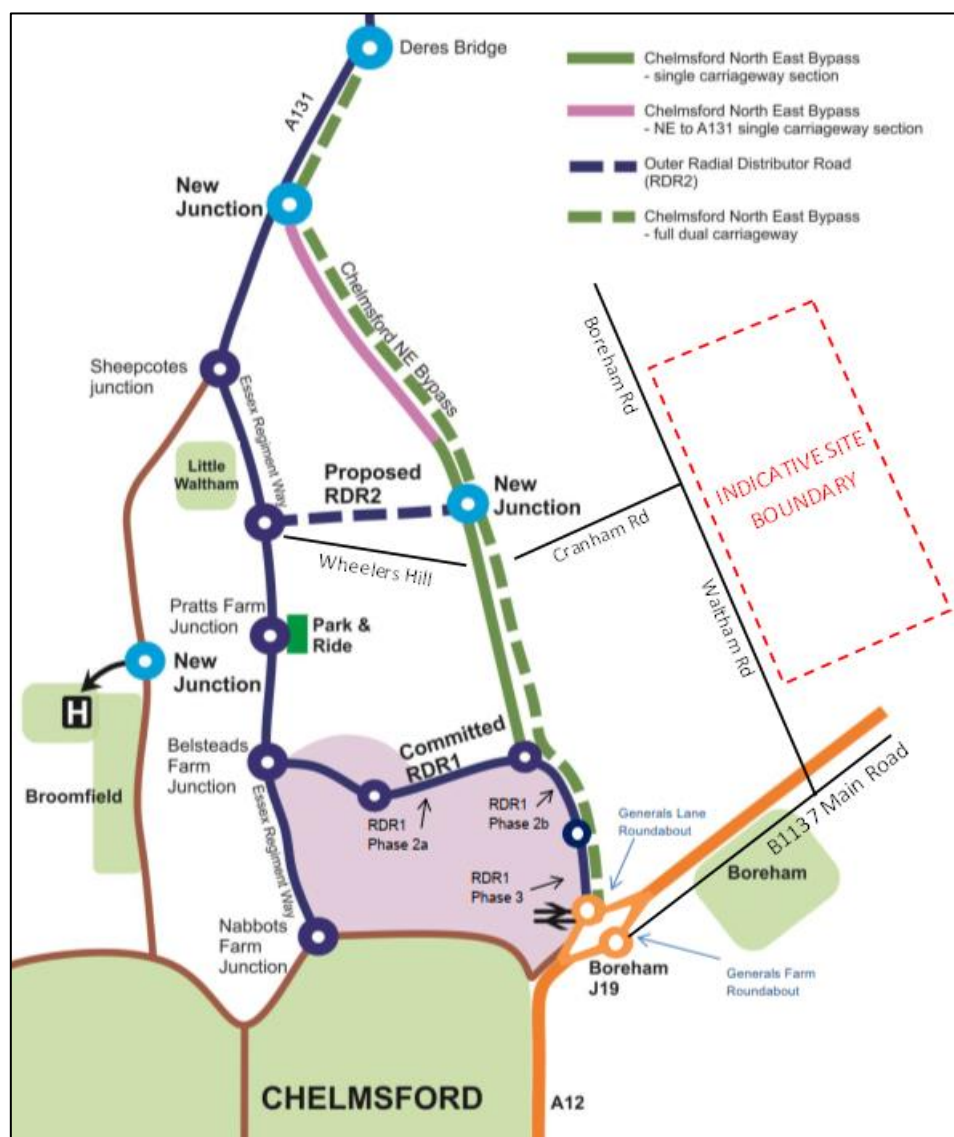 Deres Bridge
A131
Chelmsford North East Bypass
- single carriageway section
Chelmsford North East Bypass
- NE to A131 single carriageway section
Outer Radial Distributor Road
(RDR2)
Chelmsford North East Bypass
- full dual carriageway
New
Junction
Chelmsford NE Bypass
Boreham Rd
Sheepcotes
junction
Essex Regiment Way
INDICATIVE SITE
BOUNDARY
Little
Waltham
Proposed
RDR2
New
Junction
Cranham Rd
Wheelers Hill
Waltham Rd
Pratts Farm
Junction
Park &
Ride
New
Junction
H
Belsteads
Farm
Junction
Committed
RDR1
Broomfield
RDR1
Phase 2a
RDR1
Phase 2b
Essex Regiment Way
Generals Lane
Roundabout
B1137 Main Road
Boreham
RDR1
Phase 3
Nabbots
Farm
Junction
Boreham
J19
Generals Farm
Roundabout
CHELMSFORD
A12